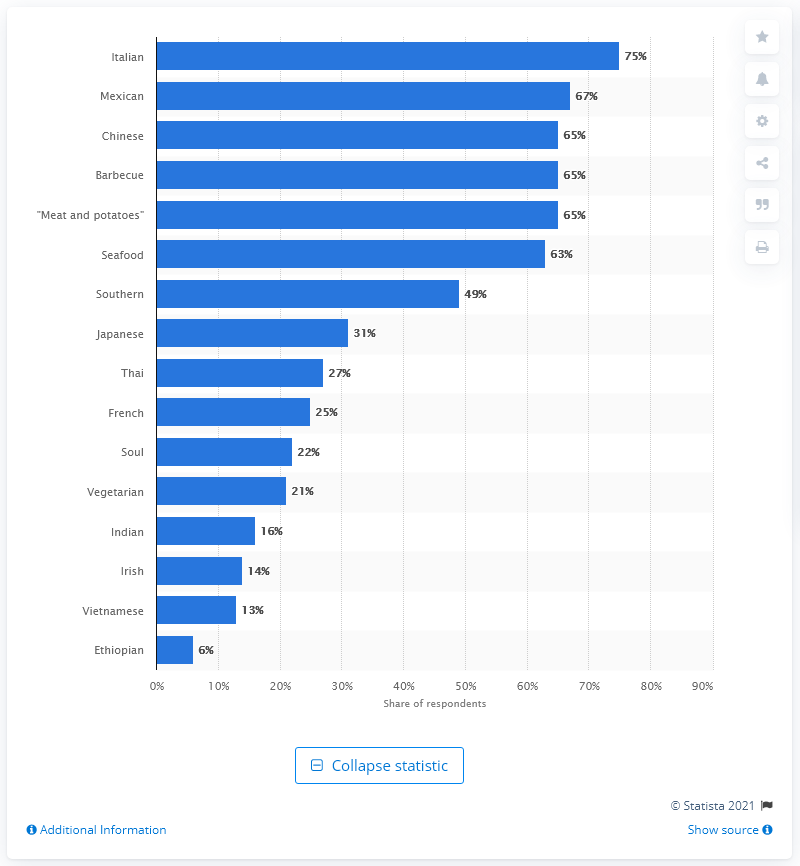 Italian 75%
Mexican 67%
Chinese 65%
Barbecue 65%
"Meat and potatoes" 65%
Seafood 63%
Southern 49%
Japanese 31%
Thai 27%
French 25%
Soul 22%
Vegetarian 21%
Indian 16%
Irish 14%
Vietnamese 13%
Ethiopian 6%
0% 10% 20% 30% 40% 50% 60% 70% 80% 90%
Share of respondents
Collapse statistic
© Statista 2021
Additional Information Show source